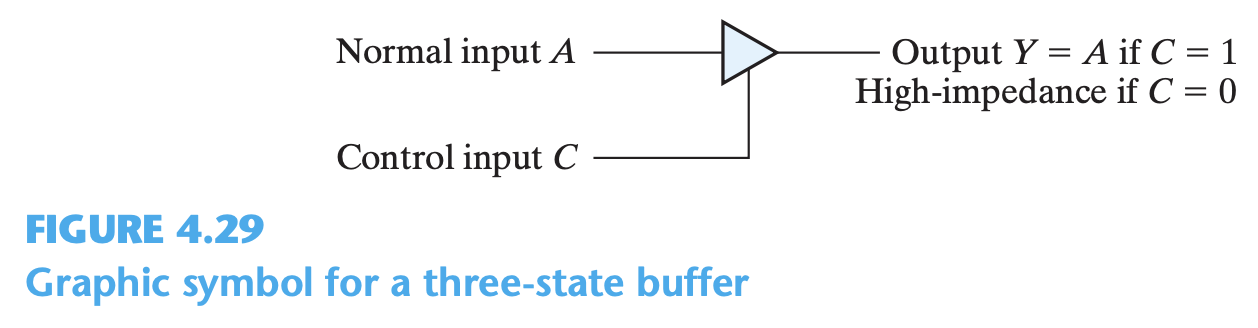 Normal input A
Output Y = A if C = 1
High-impedance if C = 0
Control input C
FIGURE 4.29
Graphic symbol for a three-state buffer